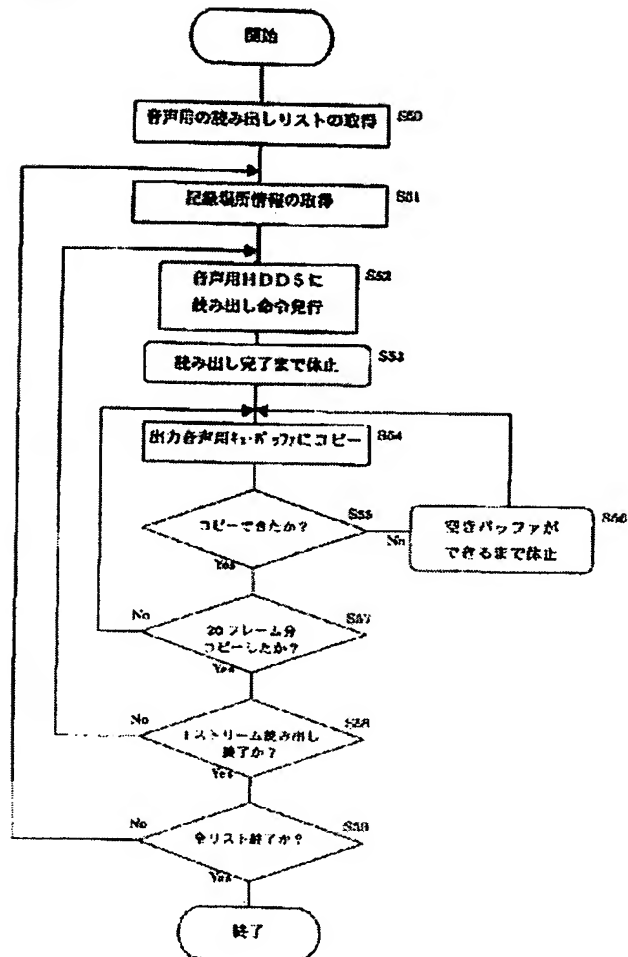 開始
音声用の読み出しリストの取得 S50
記録場所情報の取得 S51
音声用HDD5に S52
読み出し命令発行
読み出し完了まで休止 S53
出力音声用ｷｭｰﾊﾞｯﾌｧにコピー S54
コピーできたか？ S55
No
空きバッファが S56
できるまで休止
Yes
No
20フレーム分 S57
コピーしたか？
Yes
No
1ストリーム読み出し S58
終了か？
Yes
No
全リスト終了か？ S59
Yes
終了